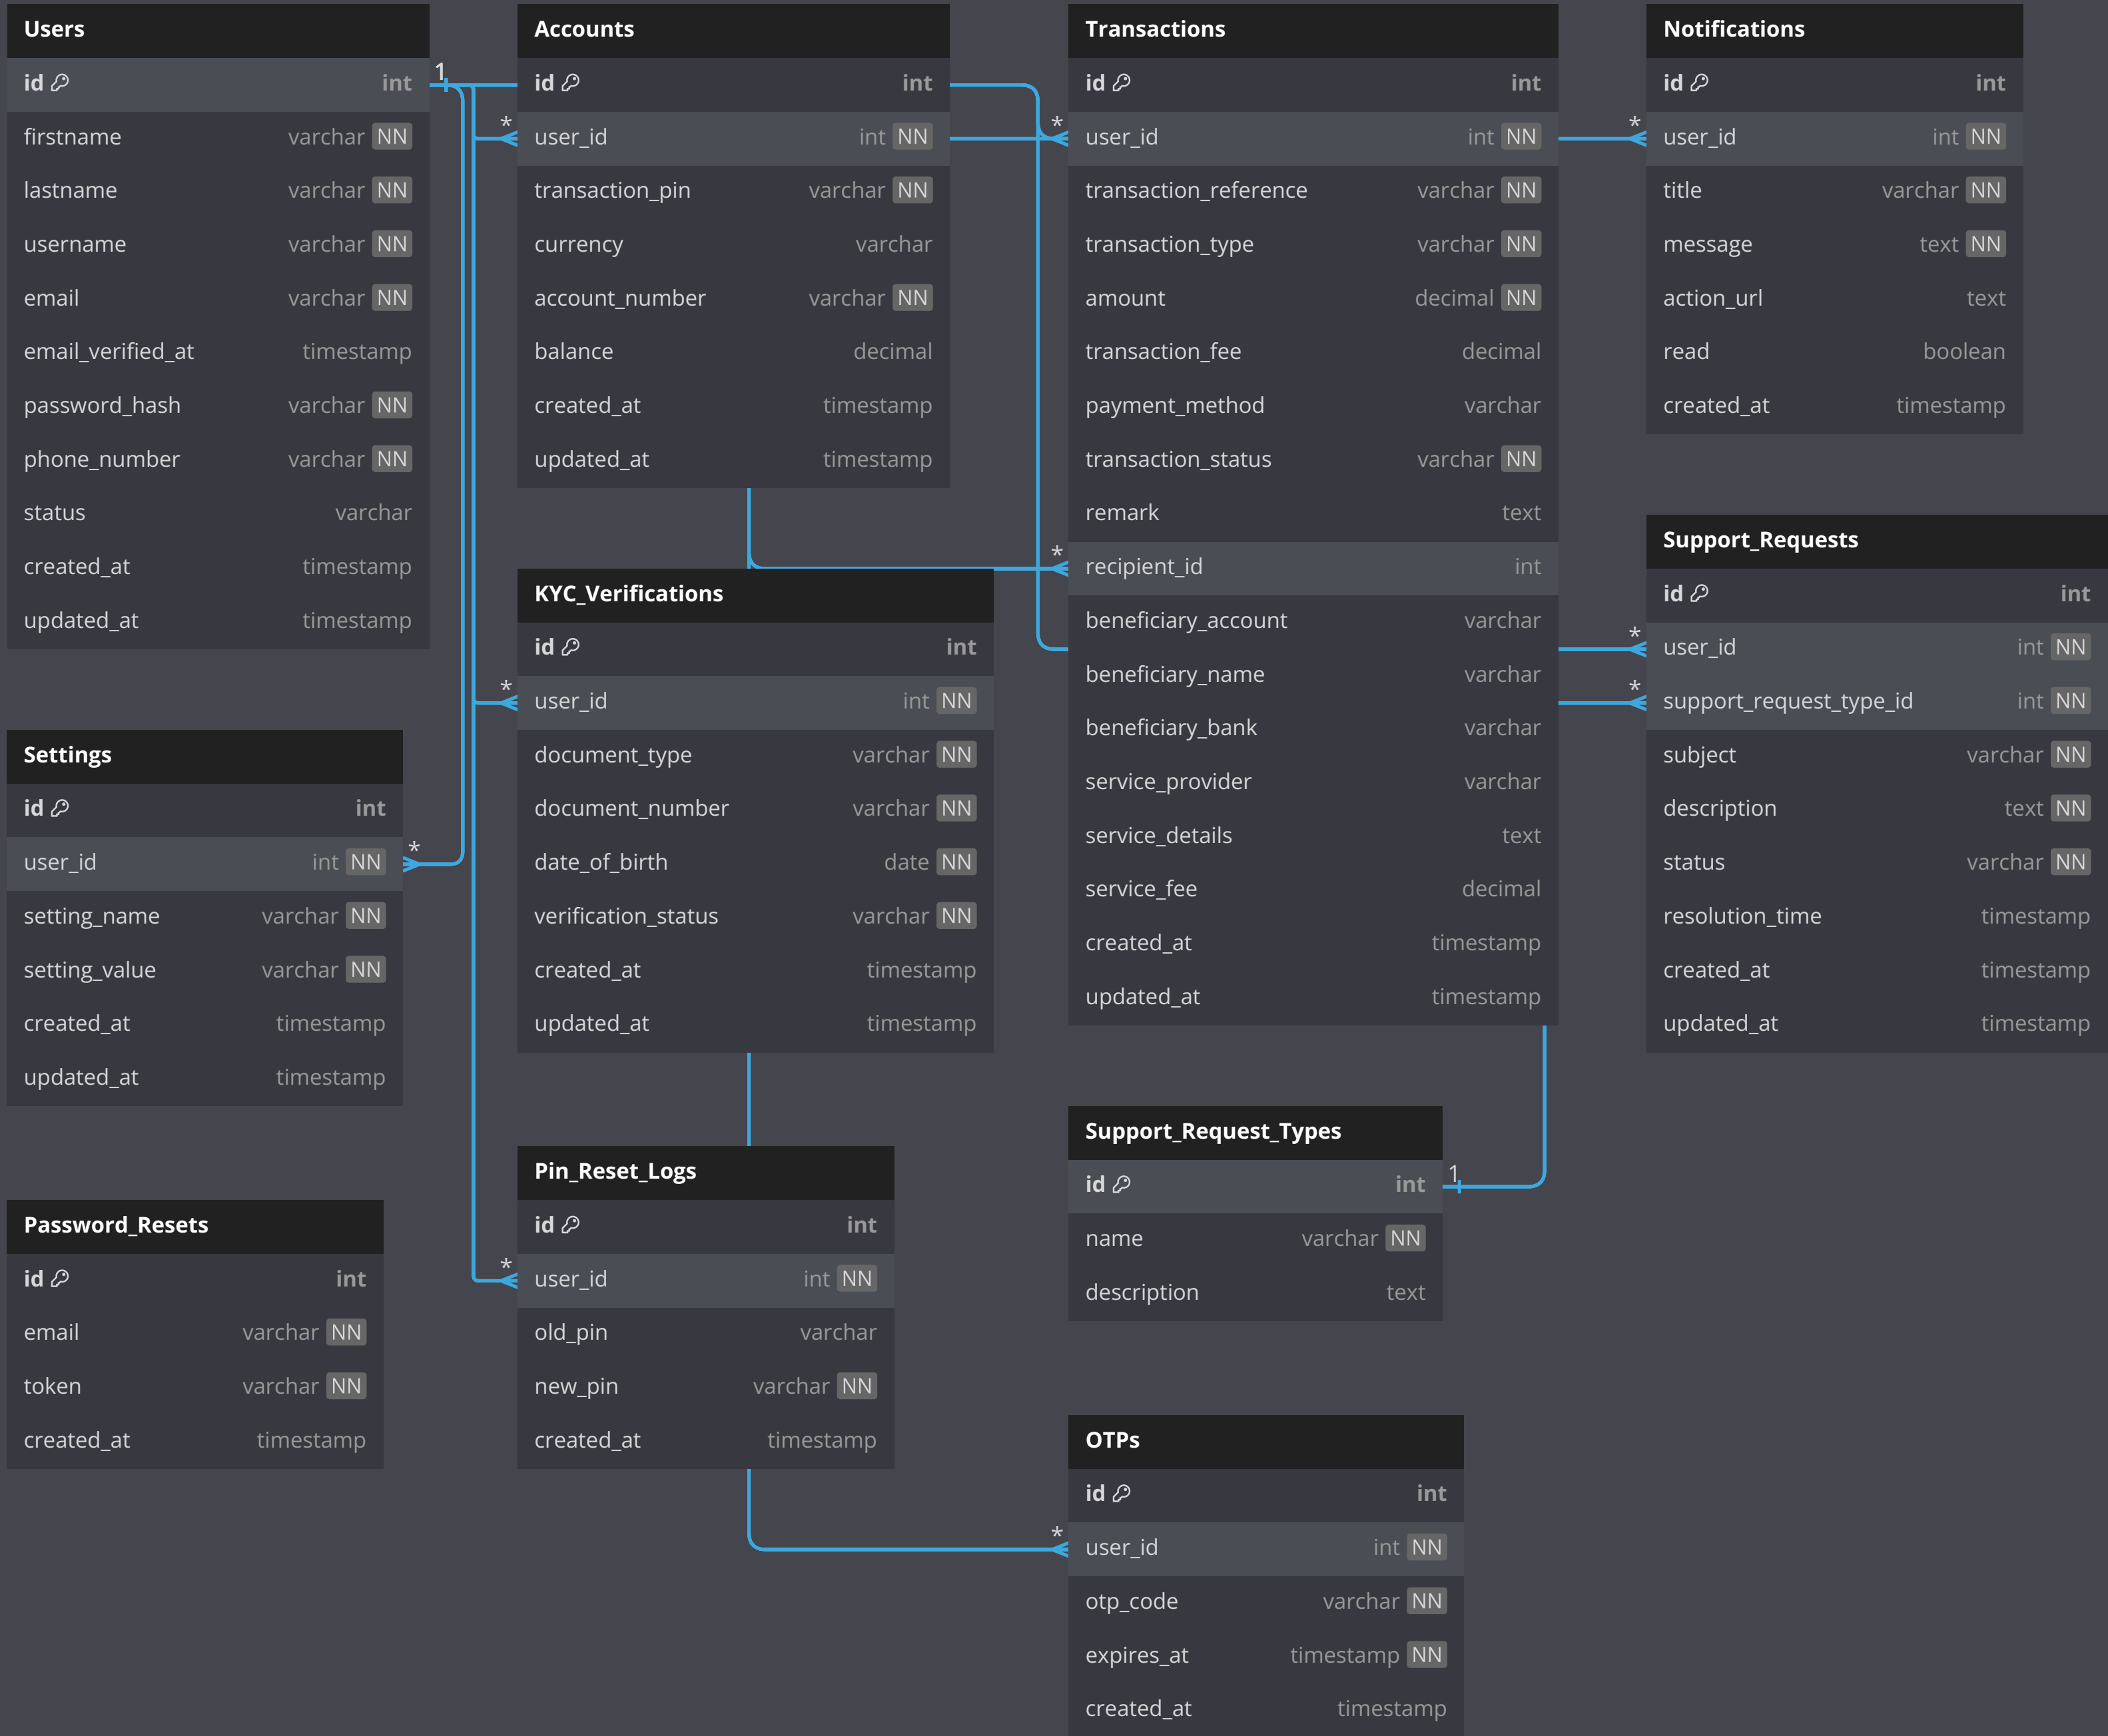 Users
id int
firstname varchar NN
lastname varchar NN
username varchar NN
email varchar NN
email_verified_at timestamp
password_hash varchar NN
phone_number varchar NN
status varchar
created_at timestamp
updated_at timestamp
1
Settings
id int
user_id int NN
*
setting_name varchar NN
setting_value varchar NN
created_at timestamp
updated_at timestamp
Password_Resets
id int
email varchar NN
token varchar NN
created_at timestamp
Accounts
id int
*
user_id int NN
transaction_pin varchar NN
currency varchar
account_number varchar NN
balance decimal
created_at timestamp
updated_at timestamp
KYC_Verifications
id int
*
user_id int NN
document_type varchar NN
document_number varchar NN
date_of_birth date NN
verification_status varchar NN
created_at timestamp
updated_at timestamp
Pin_Reset_Logs
id int
*
user_id int NN
old_pin varchar
new_pin varchar NN
created_at timestamp
Transactions
id int
*
user_id int NN
transaction_reference varchar NN
transaction_type varchar NN
amount decimal NN
transaction_fee decimal
payment_method varchar
transaction_status varchar NN
remark text
*
recipient_id int
beneficiary_account varchar
beneficiary_name varchar
beneficiary_bank varchar
service_provider varchar
service_details text
service_fee decimal
created_at timestamp
updated_at timestamp
Support_Request_Types
id int
1
name varchar NN
description text
OTPs
id int
*
user_id int NN
otp_code varchar NN
expires_at timestamp NN
created_at timestamp
Notifications
id int
*
user_id int NN
title varchar NN
message text NN
action_url text
read boolean
created_at timestamp
Support_Requests
id int
*
user_id int NN
*
support_request_type_id int NN
subject varchar NN
description text NN
status varchar NN
resolution_time timestamp
created_at timestamp
updated_at timestamp